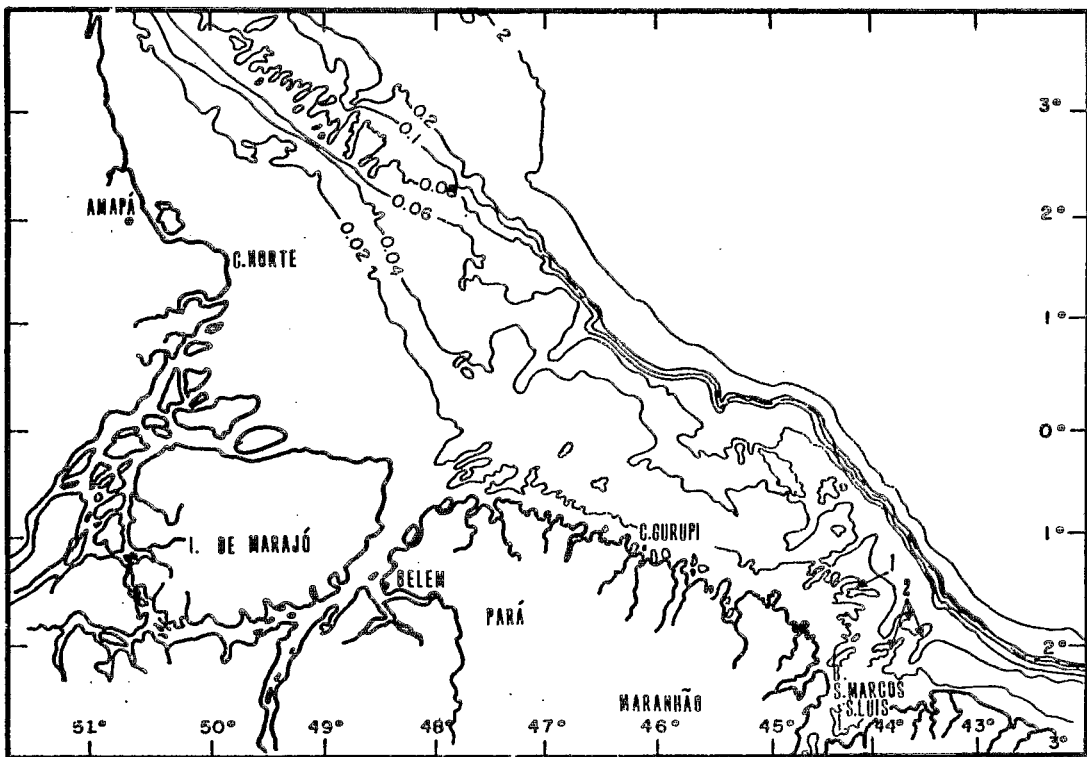 2
3°
0.2
0.1
0.08
AMAPÁ
2°
0.06
0.02
0.04
C. NORTE
1°
0°
C. GURUPI
1°
I. DE MARAJÓ
1
BELEM
2
PARÁ
2°
B.
S. MARCOS
MARANHÃO
S. LUIS
51°
50°
49°
48°
47°
46°
45°
44°
43°
3°